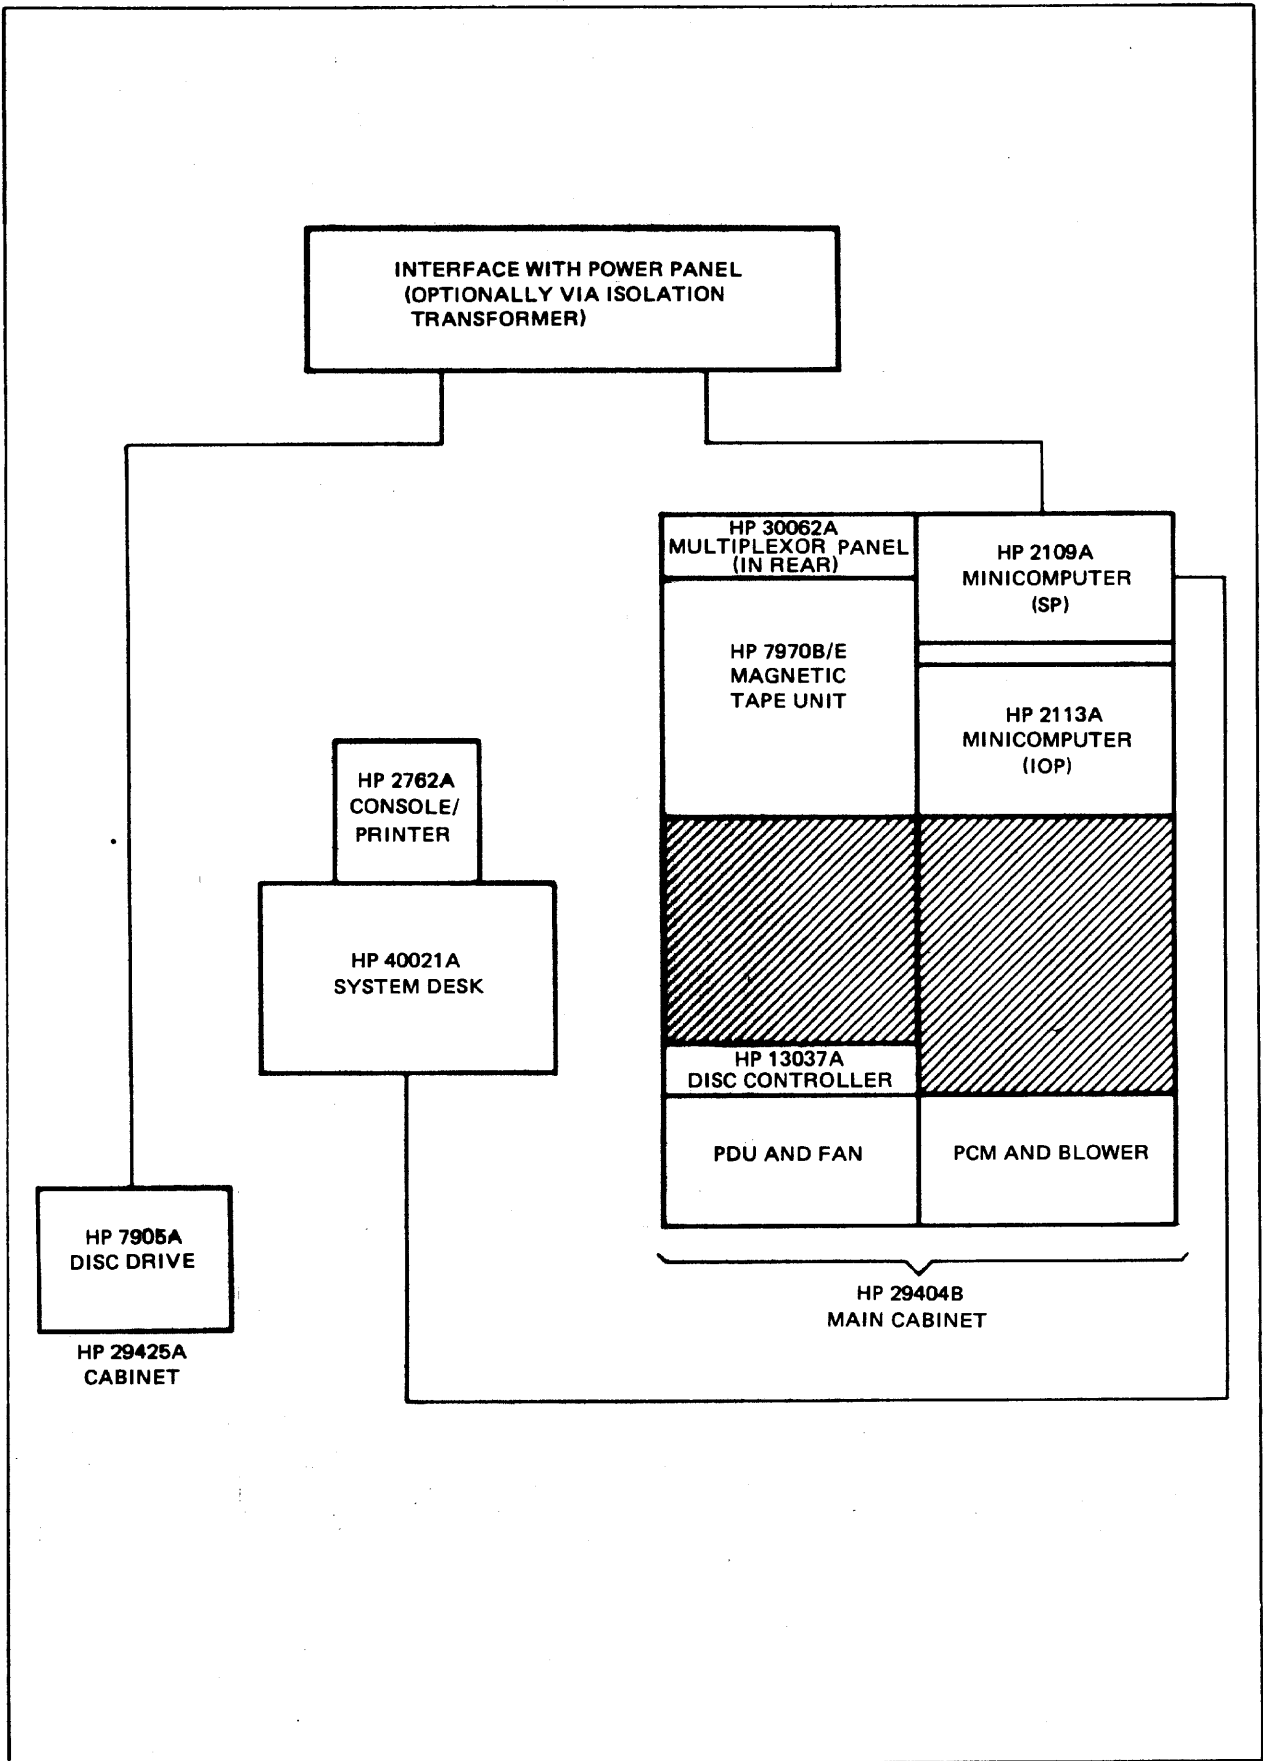 INTERFACE WITH POWER PANEL
(OPTIONALLY VIA ISOLATION
TRANSFORMER)
HP 30062A
MULTIPLEXOR PANEL
(IN REAR)
HP 2109A
MINICOMPUTER
(SP)
HP 7970B/E
MAGNETIC
TAPE UNIT
HP 2113A
MINICOMPUTER
(IOP)
HP 2762A
CONSOLE/
PRINTER
HP 40021A
SYSTEM DESK
HP 13037A
DISC CONTROLLER
PDU AND FAN
PCM AND BLOWER
HP 7905A
DISC DRIVE
HP 29425A
CABINET
HP 29404B
MAIN CABINET